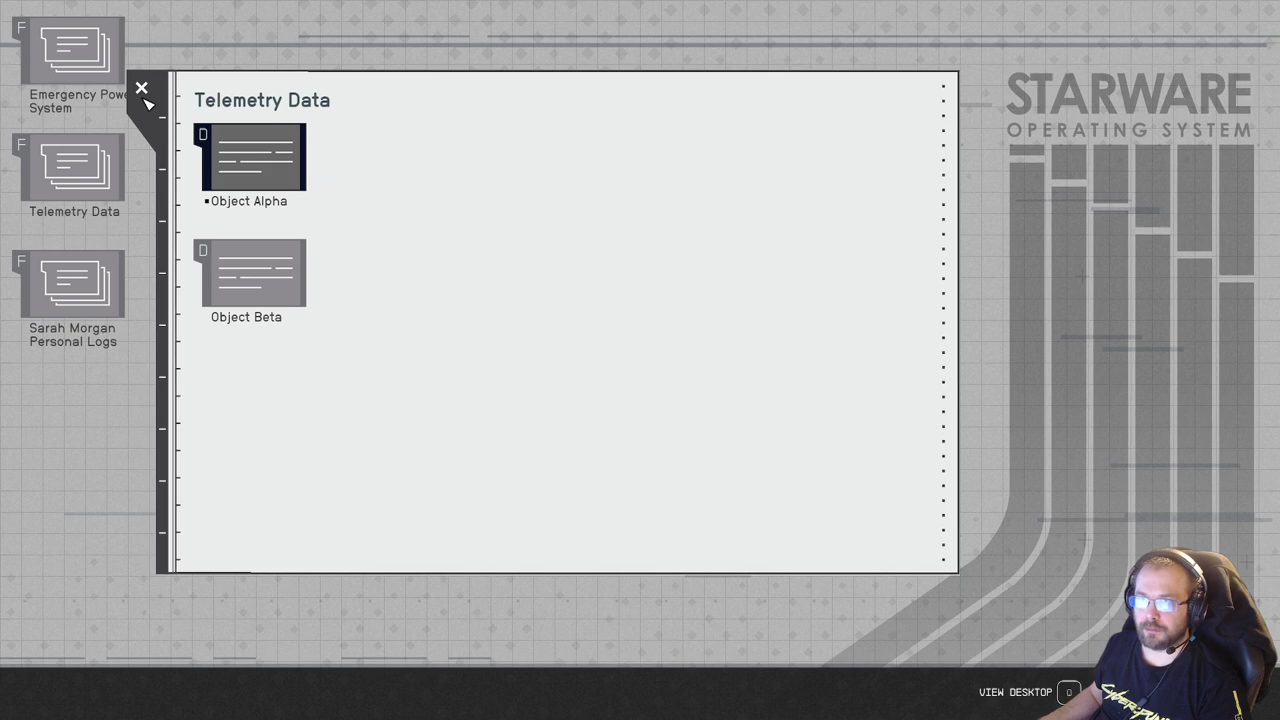 F
Emergency Powe
System
F
Telemetry Data
F
Sarah Morgan
Personal Logs
Telemetry Data
D
Object Alpha
D
Object Beta
STARWARE
OPERATING SYSTEM
VIEW DESKTOP Q